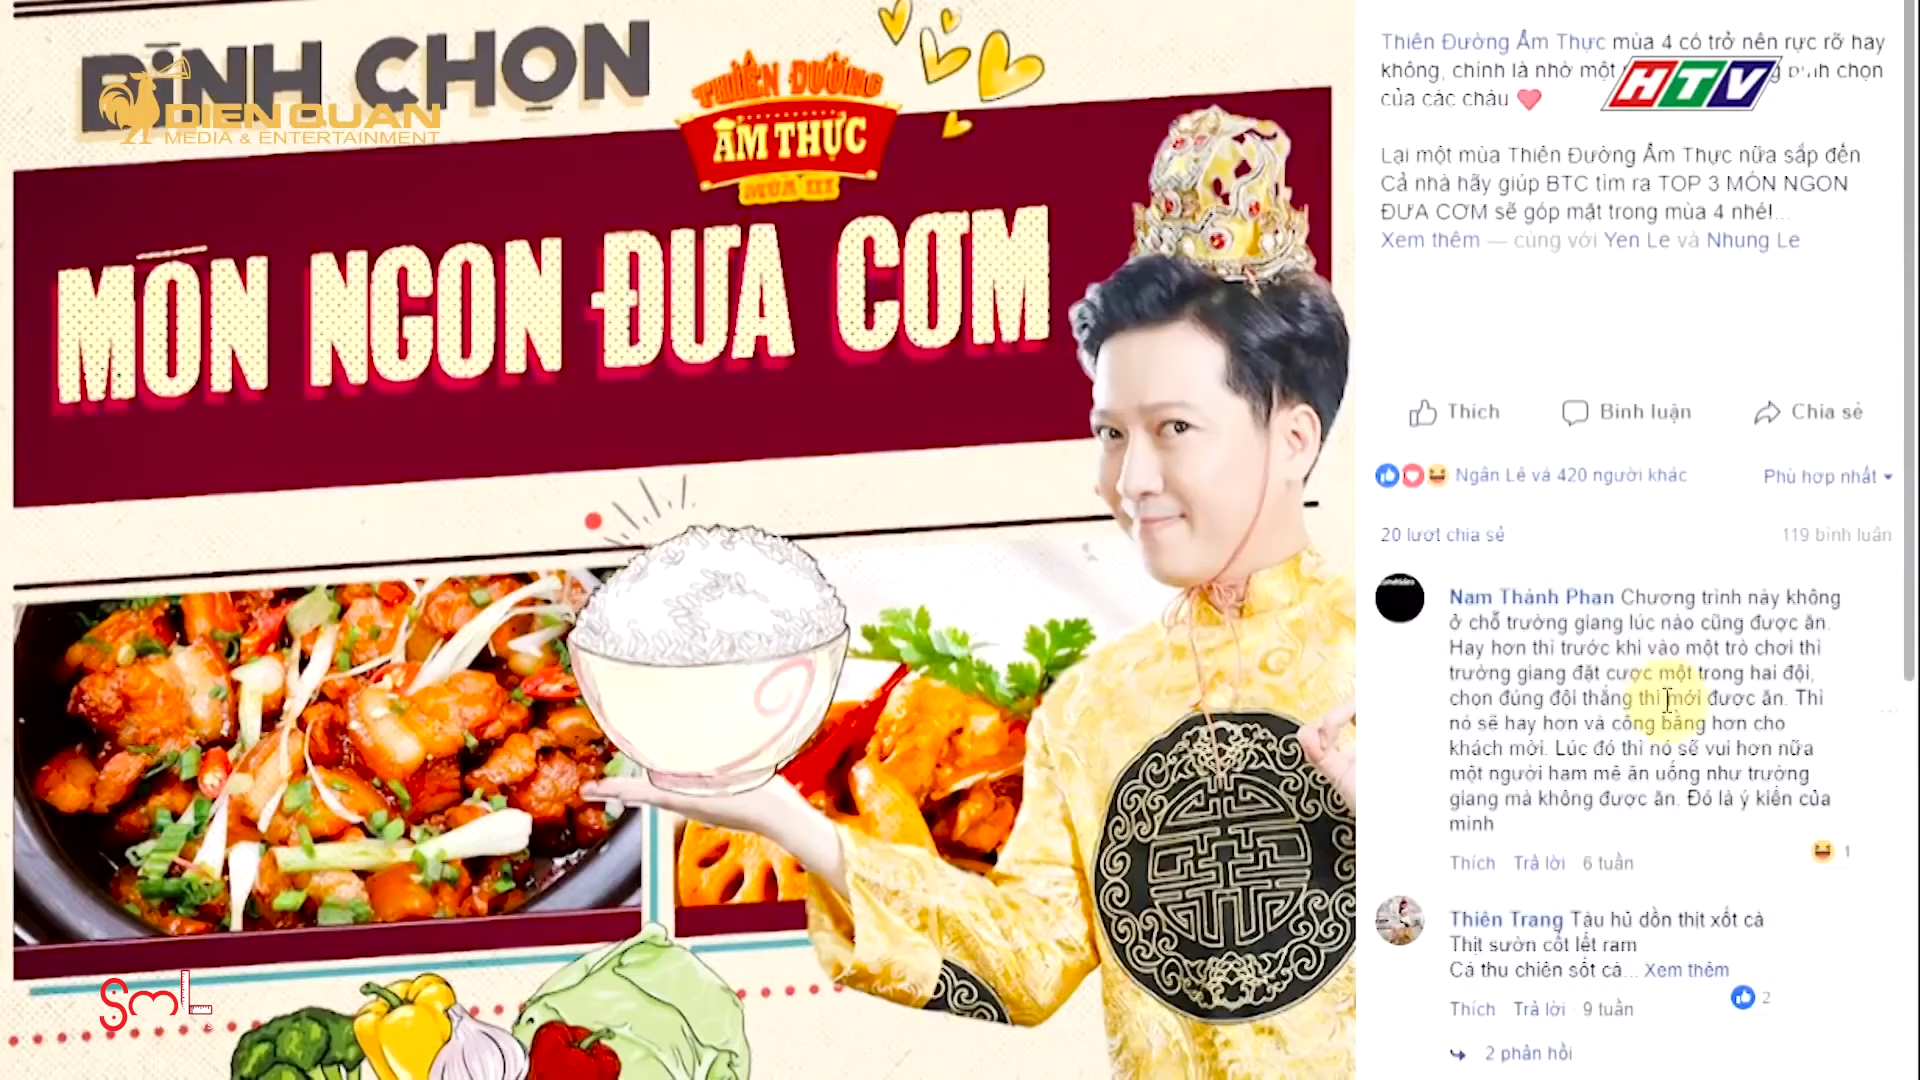 BÌNH CHỌN
DIEN QUAN
MEDIA & ENTERTAINMENT
THIÊN ĐƯỜNG
ẨM THỰC
MÙA III
MÓN NGON ĐƯA CƠM
SML
HTV
Thiên Đường Ẩm Thực mùa 4 có trở nên rực rỡ hay
không, chính là nhờ một bình chọn
của các cháu
Lại một mùa Thiên Đường Ẩm Thực nữa sắp đến
Cả nhà hãy giúp BTC tìm ra TOP 3 MÓN NGON
ĐƯA CƠM sẽ góp mặt trong mùa 4 nhé!...
Xem thêm — cùng với Yen Le và Nhung Le
Thích Bình luận Chia sẻ
Ngân Lê và 420 người khác Phù hợp nhất
20 lượt chia sẻ 119 bình luận
Nam Thành Phan Chương trình này không
ở chỗ trường giang lúc nào cũng được ăn.
Hay hơn thì trước khi vào một trò chơi thì
trường giang đặt cược một trong hai đội,
chọn đúng đội thắng thì mới được ăn. Thì
nó sẽ hay hơn và công bằng hơn cho
khách mời. Lúc đó thì nó sẽ vui hơn nữa
một người ham mê ăn uống như trường
giang mà không được ăn. Đó là ý kiến của
mình
Thích Trả lời 6 tuần 1
Thiên Trang Tàu hủ dồn thịt xốt cà
Thịt sườn cốt lết ram
Cá thu chiên sốt cà... Xem thêm
Thích Trả lời · 9 tuần 2
2 phản hồi